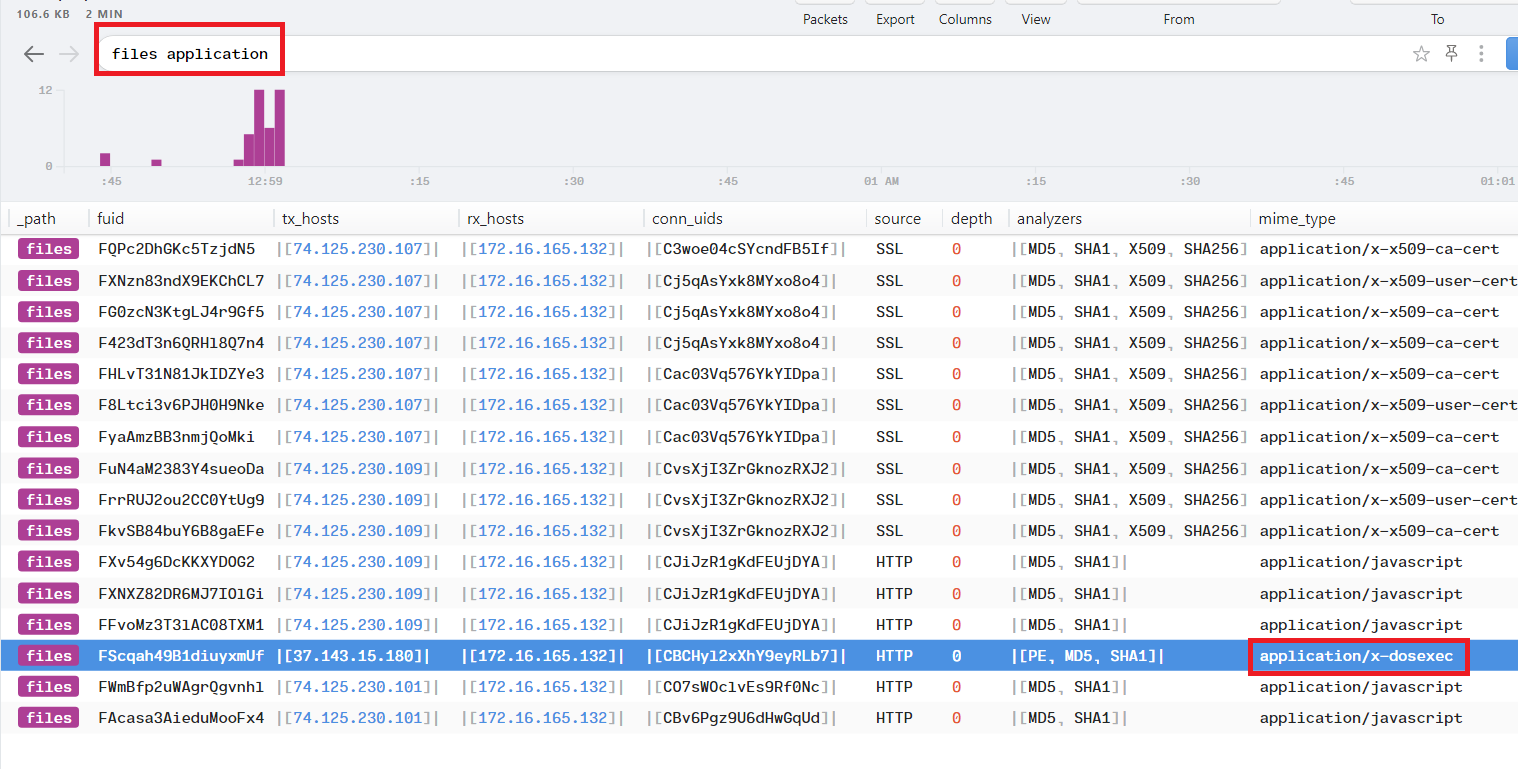 106.6 KB 2 MIN
Packets Export Columns View From To
files application
12
0
:45 12:59 :15 :30 :45 01 AM :15 :30 :45 01:01
_path fuid tx_hosts rx_hosts conn_uids source depth analyzers mime_type
files FQPc2DhGKc5TzjdN5 |[74.125.230.107]| |[172.16.165.132]| |[C3woe04cSYcndFB5If]| SSL 0 |[MD5, SHA1, X509, SHA256] application/x-x509-ca-cert
files FXNzn83ndX9EKChCL7 |[74.125.230.107]| |[172.16.165.132]| |[Cj5qAsYxk8MYxo8o4]| SSL 0 |[MD5, SHA1, X509, SHA256] application/x-x509-user-cert
files FG0zcN3KtgLJ4r9Gf5 |[74.125.230.107]| |[172.16.165.132]| |[Cj5qAsYxk8MYxo8o4]| SSL 0 |[MD5, SHA1, X509, SHA256] application/x-x509-ca-cert
files F423dT3n6QRHl8Q7n4 |[74.125.230.107]| |[172.16.165.132]| |[Cj5qAsYxk8MYxo8o4]| SSL 0 |[MD5, SHA1, X509, SHA256] application/x-x509-ca-cert
files FHLvT31N81JkIDZYe3 |[74.125.230.107]| |[172.16.165.132]| |[Cac03Vq576YkYIDpa]| SSL 0 |[MD5, SHA1, X509, SHA256] application/x-x509-ca-cert
files F8Ltci3v6PJH0H9Nke |[74.125.230.107]| |[172.16.165.132]| |[Cac03Vq576YkYIDpa]| SSL 0 |[MD5, SHA1, X509, SHA256] application/x-x509-user-cert
files FyaAmzBB3nmjQoMki |[74.125.230.107]| |[172.16.165.132]| |[Cac03Vq576YkYIDpa]| SSL 0 |[MD5, SHA1, X509, SHA256] application/x-x509-ca-cert
files FuN4aM2383Y4sueoDa |[74.125.230.109]| |[172.16.165.132]| |[CvsXjI3ZrGknozRXJ2]| SSL 0 |[MD5, SHA1, X509, SHA256] application/x-x509-ca-cert
files FrrRUJ2ou2CC0YtUg9 |[74.125.230.109]| |[172.16.165.132]| |[CvsXjI3ZrGknozRXJ2]| SSL 0 |[MD5, SHA1, X509, SHA256] application/x-x509-user-cert
files FkvSB84buY6B8gaEFe |[74.125.230.109]| |[172.16.165.132]| |[CvsXjI3ZrGknozRXJ2]| SSL 0 |[MD5, SHA1, X509, SHA256] application/x-x509-ca-cert
files FXv54g6DcKKXYDOG2 |[74.125.230.109]| |[172.16.165.132]| |[CJiJzR1gKdFEUjDYA]| HTTP 0 |[MD5, SHA1]| application/javascript
files FXNXZ82DR6MJ7IOlGi |[74.125.230.109]| |[172.16.165.132]| |[CJiJzR1gKdFEUjDYA]| HTTP 0 |[MD5, SHA1]| application/javascript
files FFvoMz3T3lAC08TXM1 |[74.125.230.109]| |[172.16.165.132]| |[CJiJzR1gKdFEUjDYA]| HTTP 0 |[MD5, SHA1]| application/javascript
files FScqah49B1diuyxmUf |[37.143.15.180]| |[172.16.165.132]| |[CBCHyl2xXhY9eyRLb7]| HTTP 0 |[PE, MD5, SHA1]| application/x-dosexec
files FWmBfp2uWAgrQgvnhl |[74.125.230.101]| |[172.16.165.132]| |[CO7sWOclvEs9Rf0Nc]| HTTP 0 |[MD5, SHA1]| application/javascript
files FAcasa3AieduMooFx4 |[74.125.230.101]| |[172.16.165.132]| |[CBv6Pgz9U6dHwGqUd]| HTTP 0 |[MD5, SHA1]| application/javascript